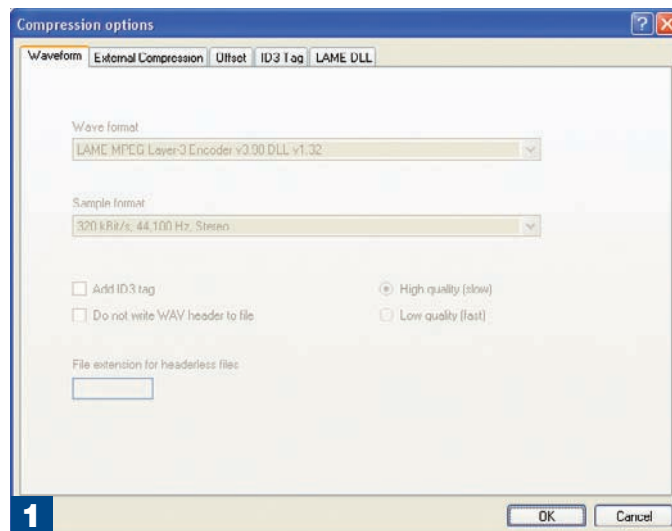 Compression options
Waveform External Compression Offset ID3 Tag LAME DLL
Wave format
LAME MPEG Layer-3 Encoder v3.90 DLL v1.32
Sample format
320 kBit/s, 44,100 Hz, Stereo
Add ID3 tag
High quality (slow)
Do not write WAV header to file
Low quality (fast)
File extension for headerless files
1
OK Cancel